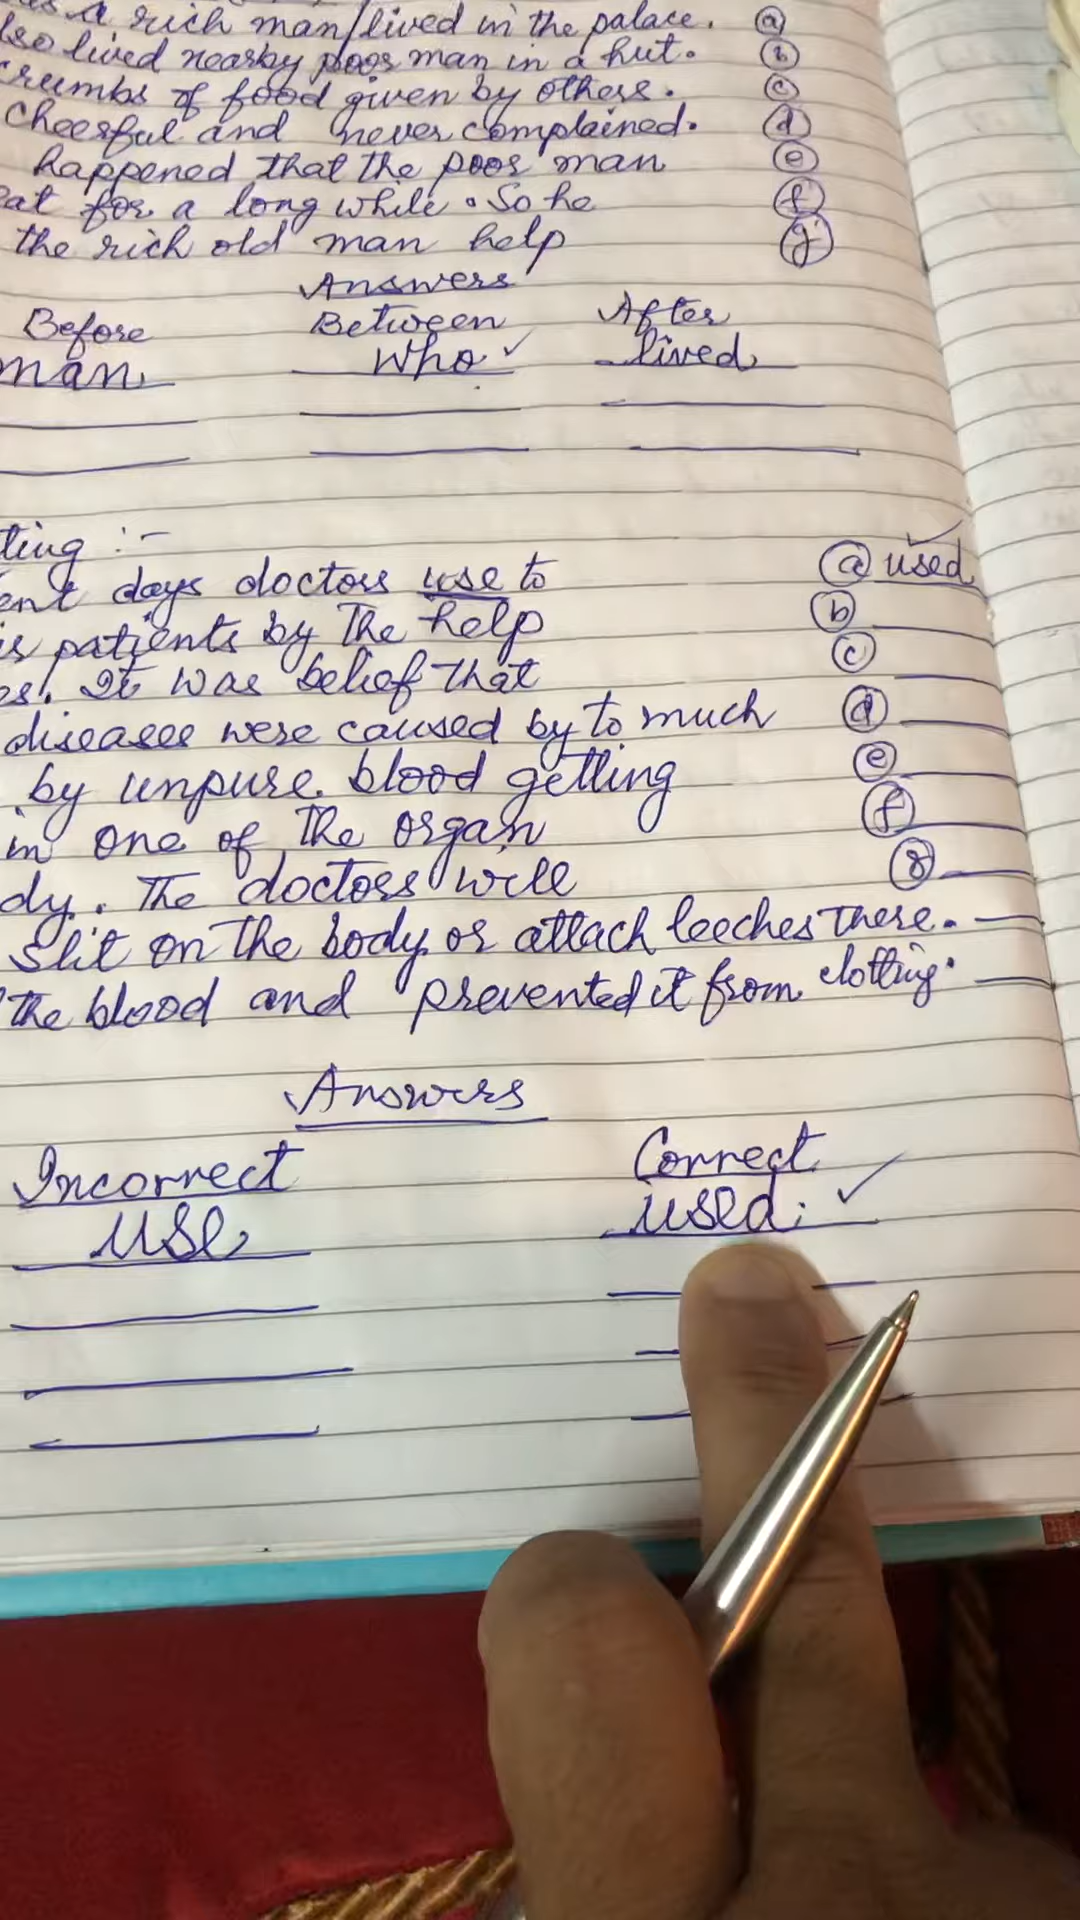 a rich man/lived in the palace. (a)
lived nearby poor man in a hut. (b)
crumbs of food given by others. (c)
cheerful and never complained. (d)
happened that the poor man (e)
eat for a long while. So he (f)
the rich old man help (g)
Answers
Before Between After
man who ✓ lived
ting :-
ent days doctors use to (a) used
patients by The help (b)
It was belief That (c)
diseases were caused by to much (d)
by unpure blood getting (e)
in one of The organ (f)
dy. The doctors will (g)
Slit on The body or attach leeches There.
The blood and prevented it from clotting.
Answers
Incorrect Correct
use used. ✓